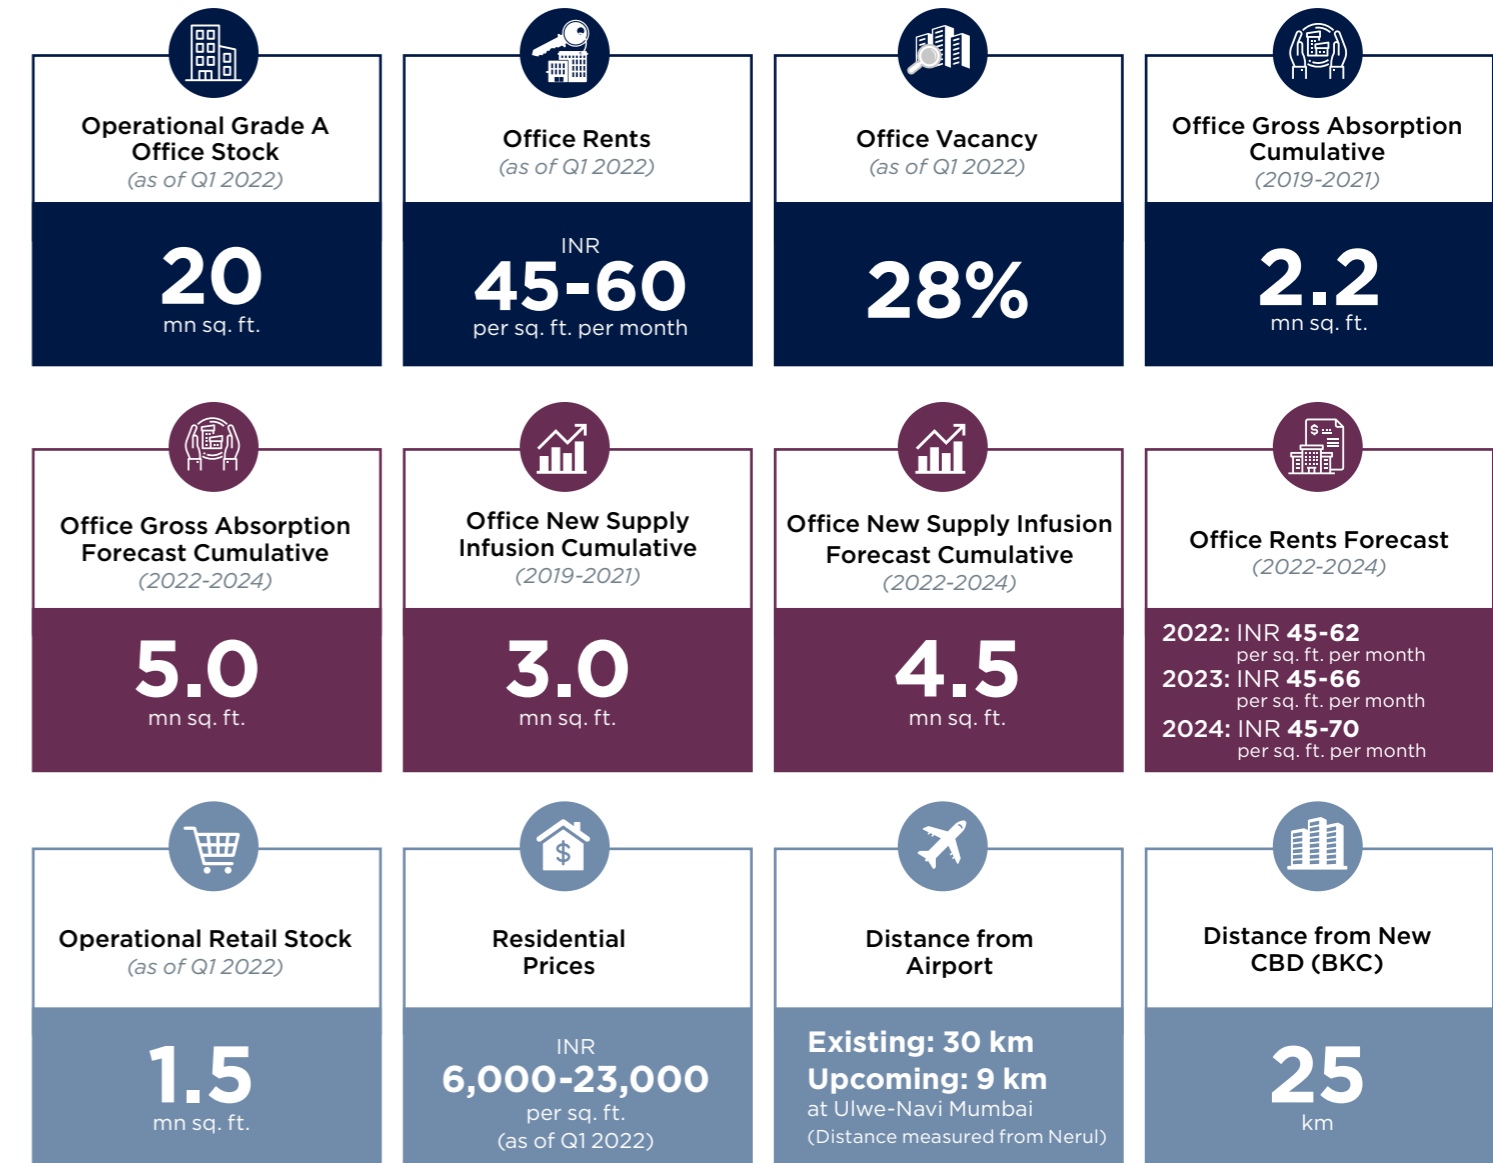 Operational Grade A
Office Stock
(as of Q1 2022)
20
mn sq. ft.
Office Rents
(as of Q1 2022)
INR
45-60
per sq. ft. per month
Office Vacancy
(as of Q1 2022)
28%
Office Gross Absorption
Cumulative
(2019-2021)
2.2
mn sq. ft.
Office Gross Absorption
Forecast Cumulative
(2022-2024)
5.0
mn sq. ft.
Office New Supply
Infusion Cumulative
(2019-2021)
3.0
mn sq. ft.
Office New Supply Infusion
Forecast Cumulative
(2022-2024)
4.5
mn sq. ft.
$
Office Rents Forecast
(2022-2024)
2022: INR 45-62
per sq. ft. per month
2023: INR 45-66
per sq. ft. per month
2024: INR 45-70
per sq. ft. per month
Operational Retail Stock
(as of Q1 2022)
1.5
mn sq. ft.
$
Residential
Prices
INR
6,000-23,000
per sq. ft.
(as of Q1 2022)
Distance from
Airport
Existing: 30 km
Upcoming: 9 km
at Ulwe-Navi Mumbai
(Distance measured from Nerul)
Distance from New
CBD (BKC)
25
km